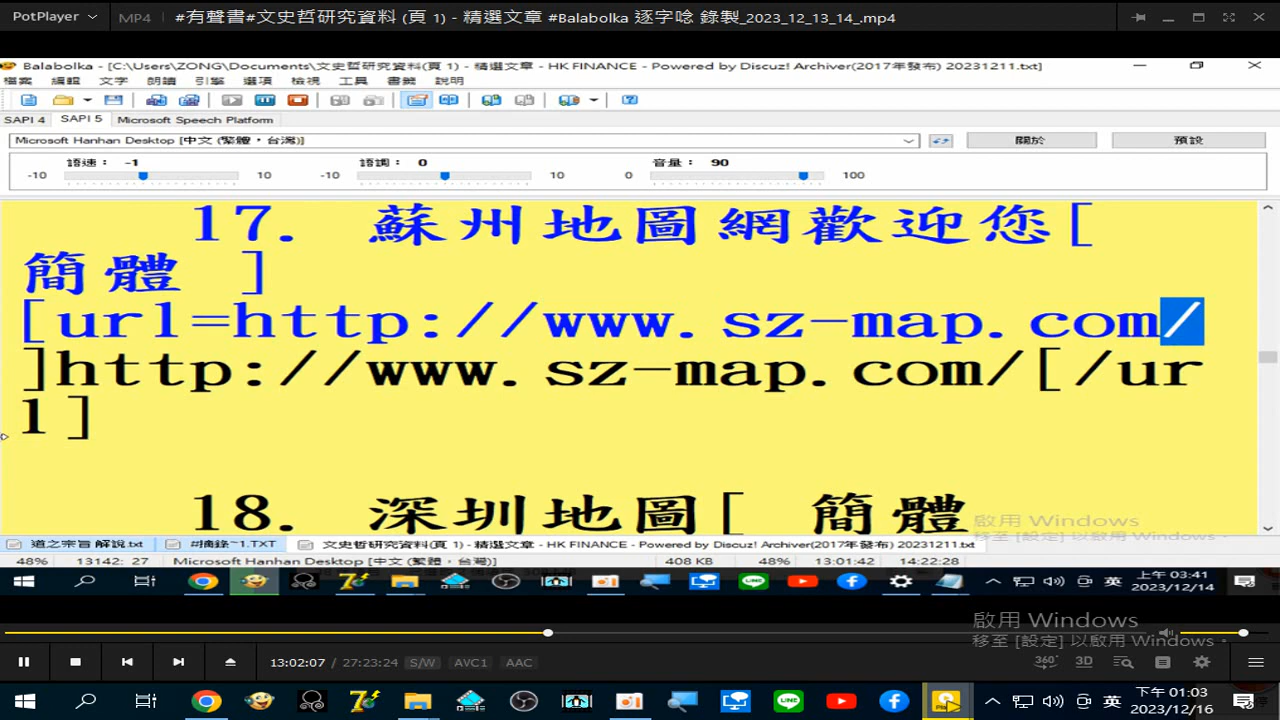 PotPlayer MP4 #有聲書#文史哲研究資料 (頁 1) - 精選文章 #Balabolka 逐字唸 錄製_2023_12_13_14_.mp4
Balabolka - [C:\Users\ZONG\Documents\文史哲研究資料(頁 1) - 精選文章 - HK FINANCE - Powered by Discuz! Archiver(2017年發布) 20231211.txt]
檔案 編輯 文字 朗讀 引擎 選項 檢視 工具 書籤 說明
SAPI 4 SAPI 5 Microsoft Speech Platform
Microsoft Hanhan Desktop [中文 (繁體，台灣)] 關於 預設
語速： -1 語調： 0 音量： 90
-10 10 -10 10 0 100
17. 蘇州地圖網歡迎您[
簡體 ]
[url=http://www.sz-map.com/
]http://www.sz-map.com/[/ur
l]
18. 深圳地圖[ 簡體
啟用 Windows
移至 [設定] 以啟用 Windows。
道之宗旨 解說.txt #摘錄~1.TXT 文史哲研究資料(頁 1) - 精選文章 - HK FINANCE - Powered by Discuz! Archiver(2017年發布) 20231211.txt
48% 13142: 27 Microsoft Hanhan Desktop [中文 (繁體，台灣)] 408 KB 48% 13:01:42 14:22:28
英 上午 03:41
2023/12/14
啟用 Windows
移至 [設定] 以啟用 Windows。
13:02:07 / 27:23:24 S/W AVC1 AAC 360° 3D
英 下午 01:03
2023/12/16